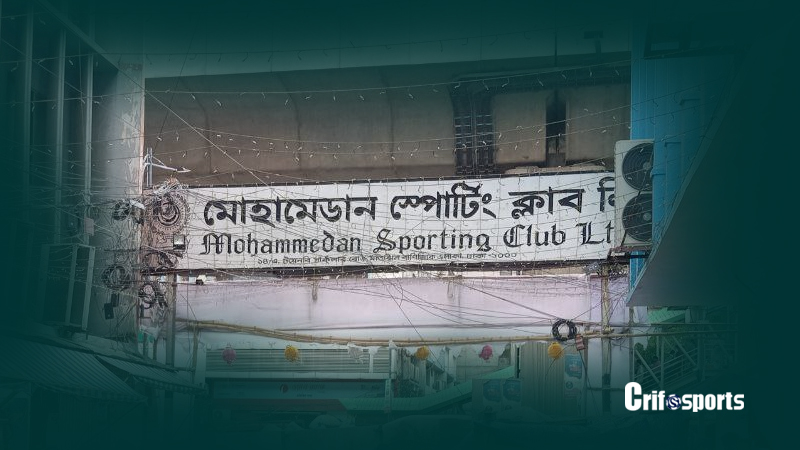 মোহামেডান স্পোর্টিং ক্লাব লি
Mohammedan Sporting Club Lt
Crifosports